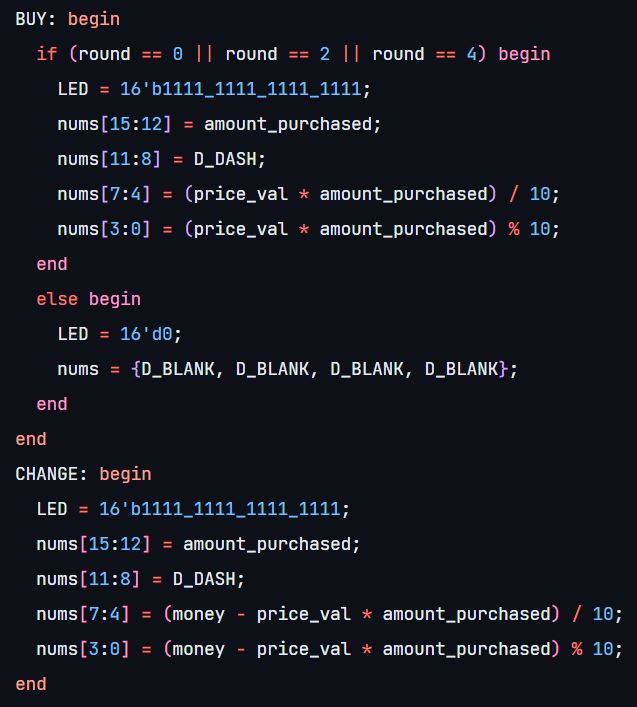 BUY: begin
if (round == 0 || round == 2 || round == 4) begin
LED = 16'b1111_1111_1111_1111;
nums[15:12] = amount_purchased;
nums[11:8] = D_DASH;
nums[7:4] = (price_val * amount_purchased) / 10;
nums[3:0] = (price_val * amount_purchased) % 10;
end
else begin
LED = 16'd0;
nums = {D_BLANK, D_BLANK, D_BLANK, D_BLANK};
end
end
CHANGE: begin
LED = 16'b1111_1111_1111_1111;
nums[15:12] = amount_purchased;
nums[11:8] = D_DASH;
nums[7:4] = (money - price_val * amount_purchased) / 10;
nums[3:0] = (money - price_val * amount_purchased) % 10;
end